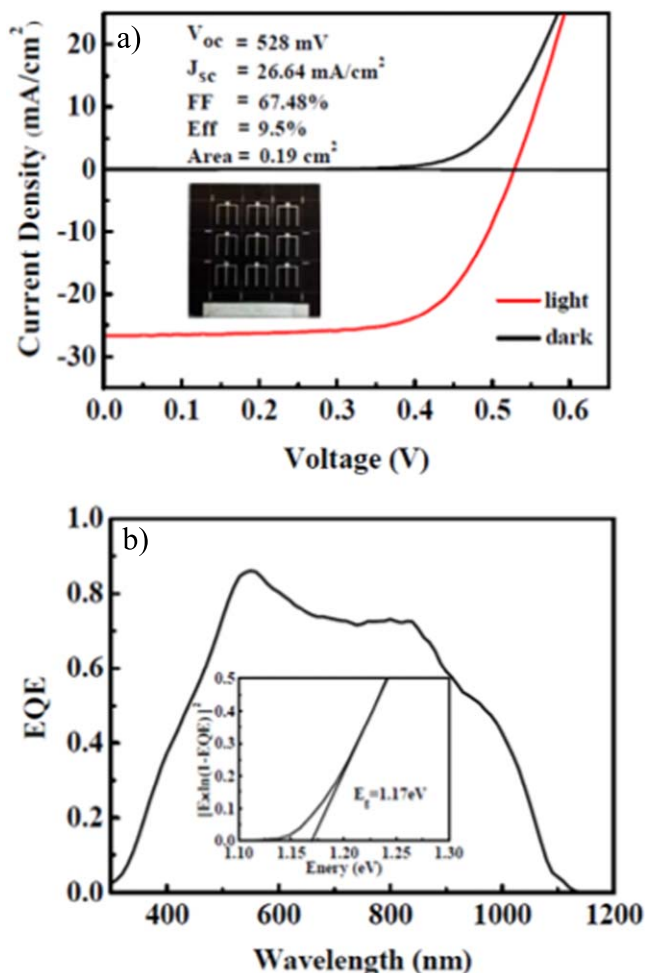 a)
V_oc = 528 mV
J_sc = 26.64 mA/cm²
FF = 67.48%
Eff = 9.5%
Area = 0.19 cm²
Current Density (mA/cm²)
20
10
0
-10
-20
-30
light
dark
0.0 0.1 0.2 0.3 0.4 0.5 0.6
Voltage (V)
b)
EQE
1.0
0.8
0.6
0.4
0.2
0.0
[Exln(1-EQE)]²
0.5
0.4
0.3
0.2
0.1
0.0
E_g=1.17eV
1.10 1.15 1.20 1.25 1.30
Enery (eV)
400 600 800 1000 1200
Wavelength (nm)